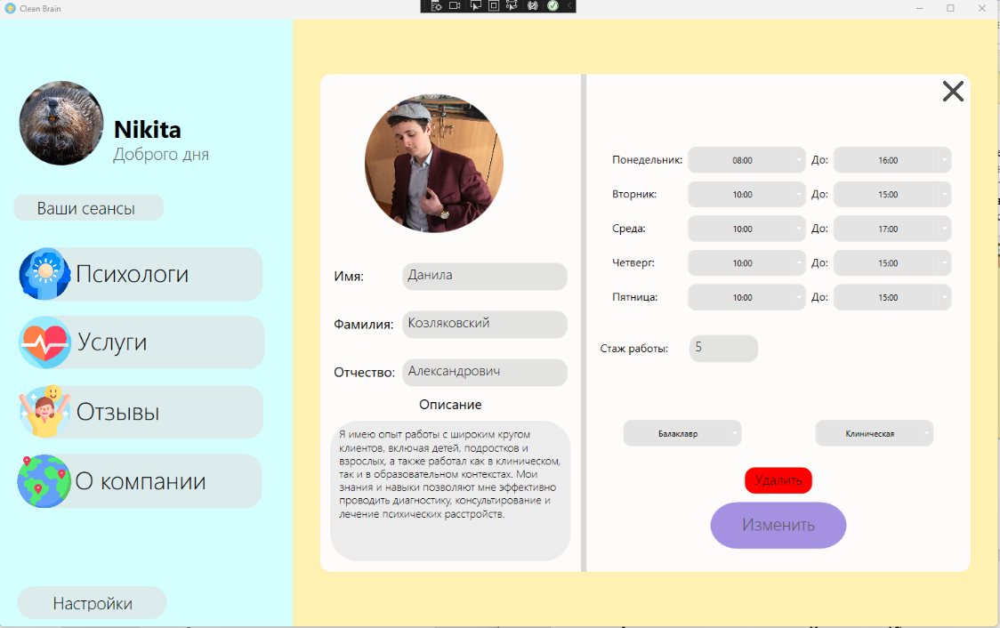 Clean Brain
Nikita
Доброго дня
Ваши сеансы
Психологи
Услуги
Отзывы
О компании
Настройки
Имя: Данила
Фамилия: Козляковский
Отчество: Александрович
Описание
Я имею опыт работы с широким кругом
клиентов, включая детей, подростков и
взрослых, а также работал как в клиническом,
так и в образовательном контекстах. Мои
знания и навыки позволяют мне эффективно
проводить диагностику, консультирование и
лечение психических расстройств.
Понедельник: 08:00 До: 16:00
Вторник: 10:00 До: 15:00
Среда: 10:00 До: 17:00
Четверг: 10:00 До: 15:00
Пятница: 10:00 До: 15:00
Стаж работы: 5
Балаклавр Клиническая
Удалить
Изменить